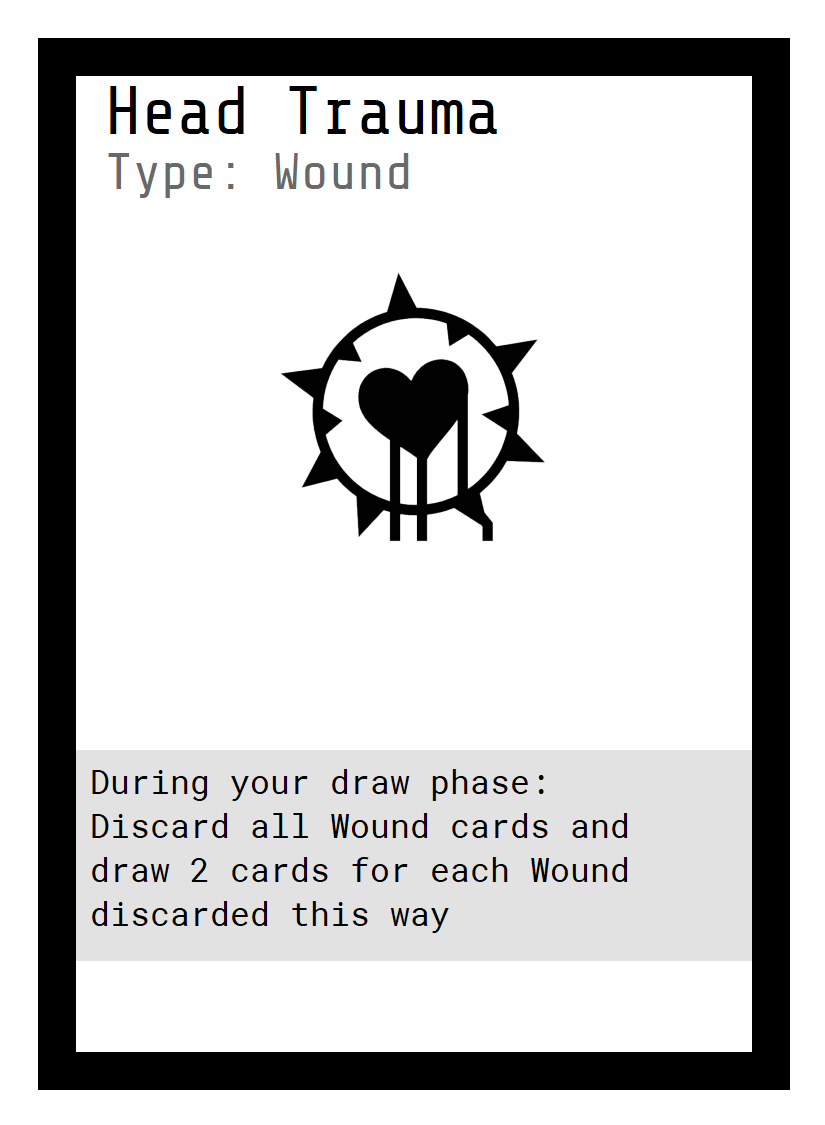 Head Trauma
Type: Wound
During your draw phase:
Discard all Wound cards and
draw 2 cards for each Wound
discarded this way